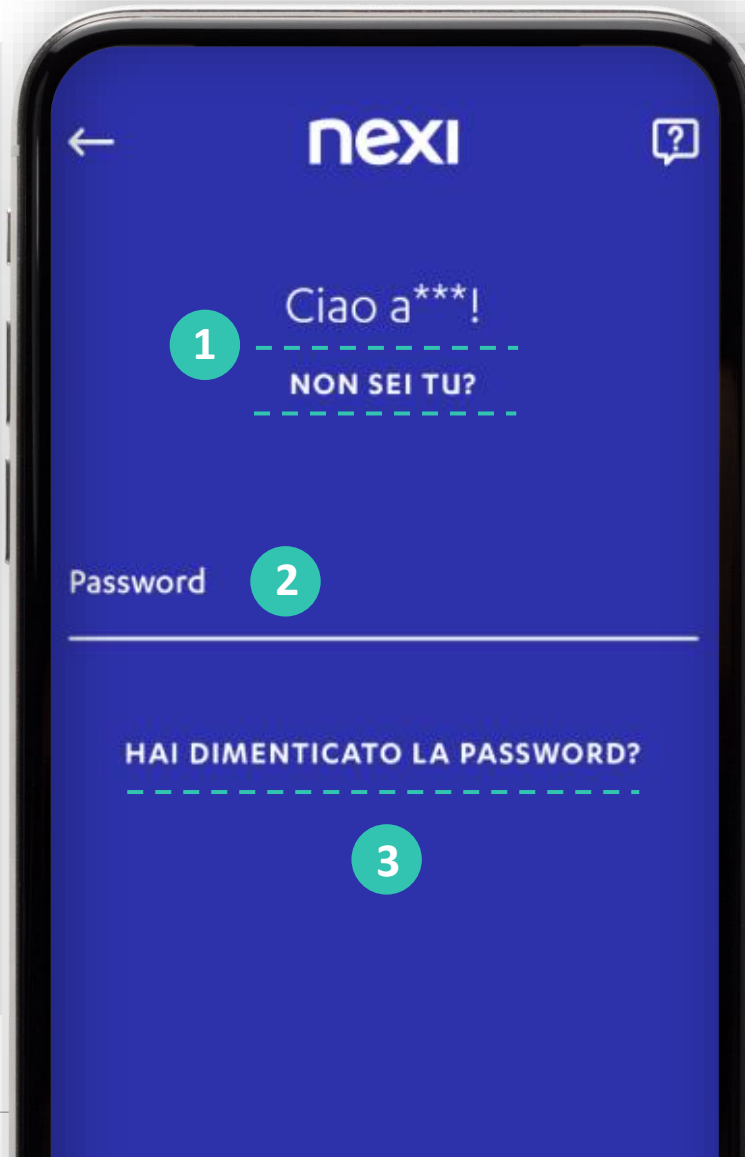 nexi
?
Ciao a***!
1
NON SEI TU?
Password
2
HAI DIMENTICATO LA PASSWORD?
3